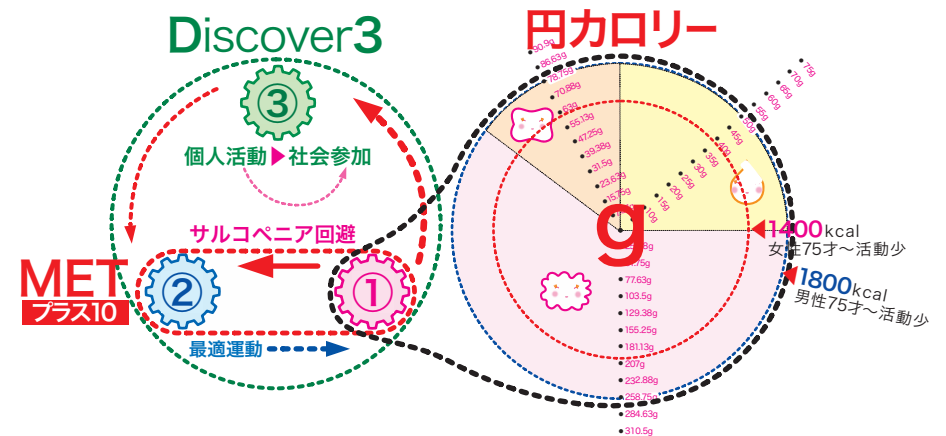 Discover3
円カロリー
③
個人活動▶社会参加
サルコペニア回避
MET
プラス10
②
①
最適運動
g
90.9g
86.63g
78.75g
70.88g
63g
55.13g
47.25g
39.38g
31.5g
23.63g
15.75g
75g
70g
65g
60g
55g
50g
45g
40g
35g
30g
25g
20g
15g
10g
77.63g
103.5g
129.38g
155.25g
181.13g
207g
232.88g
258.75g
284.63g
310.5g
1400kcal
女性75才〜活動少
1800kcal
男性75才〜活動少